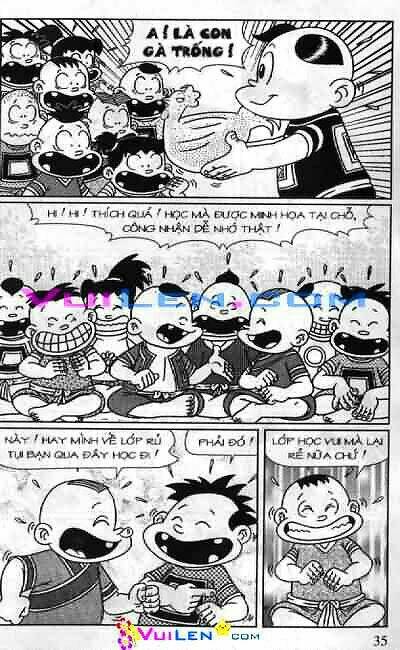 A! LÀ CON
GÀ TRỐNG!
HI! HI! THÍCH QUÁ! HỌC MÀ ĐƯỢC MINH HỌA TẠI CHỖ,
CÔNG NHẬN DỄ NHỚ THẬT!
VUILEN.COM
NÀY! HAY MÌNH VỀ LỚP RỦ
TỤI BẠN QUA ĐÂY HỌC ĐI!
PHẢI ĐÓ!
LỚP HỌC VUI MÀ LẠI
RẺ NỮA CHỨ!
35
VUILEN.COM